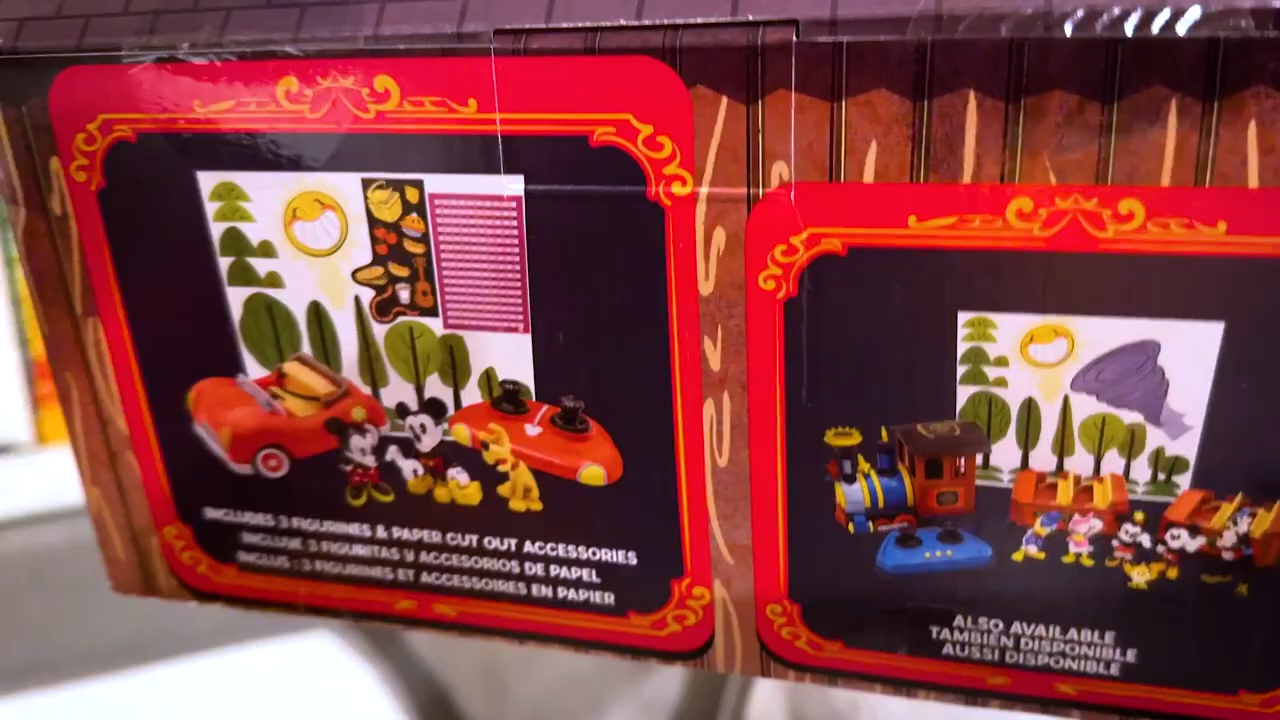 INCLUDES 3 FIGURINES & PAPER CUT OUT ACCESSORIES
INCLUYE 3 FIGURITAS Y ACCESORIOS DE PAPEL
INCLUS : 3 FIGURINES ET ACCESSOIRES EN PAPIER
ALSO AVAILABLE
TAMBIÉN DISPONIBLE
AUSSI DISPONIBLE